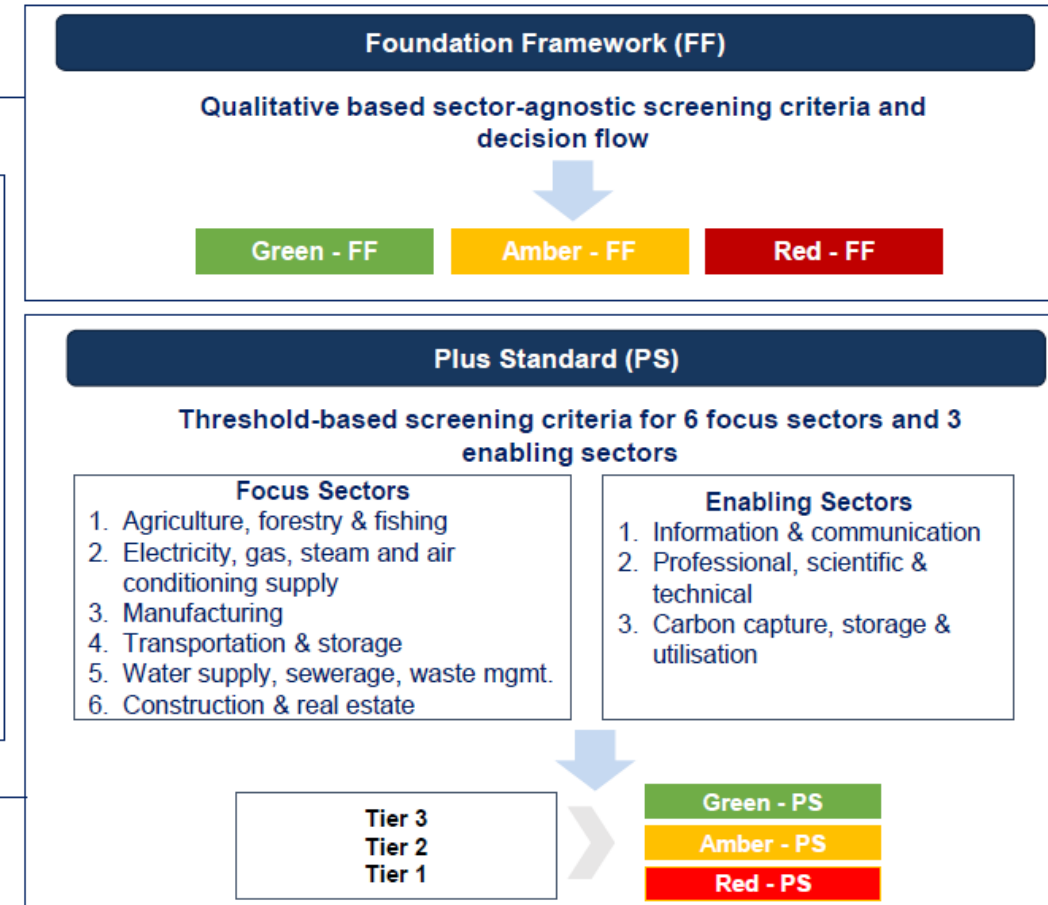 Foundation Framework (FF)
Qualitative based sector-agnostic screening criteria and
decision flow
Green - FF
Amber - FF
Red - FF
Plus Standard (PS)
Threshold-based screening criteria for 6 focus sectors and 3
enabling sectors
Focus Sectors
1. Agriculture, forestry & fishing
2. Electricity, gas, steam and air
conditioning supply
3. Manufacturing
4. Transportation & storage
5. Water supply, sewerage, waste mgmt.
6. Construction & real estate
Enabling Sectors
1. Information & communication
2. Professional, scientific &
technical
3. Carbon capture, storage &
utilisation
Tier 3
Tier 2
Tier 1
Green - PS
Amber - PS
Red - PS